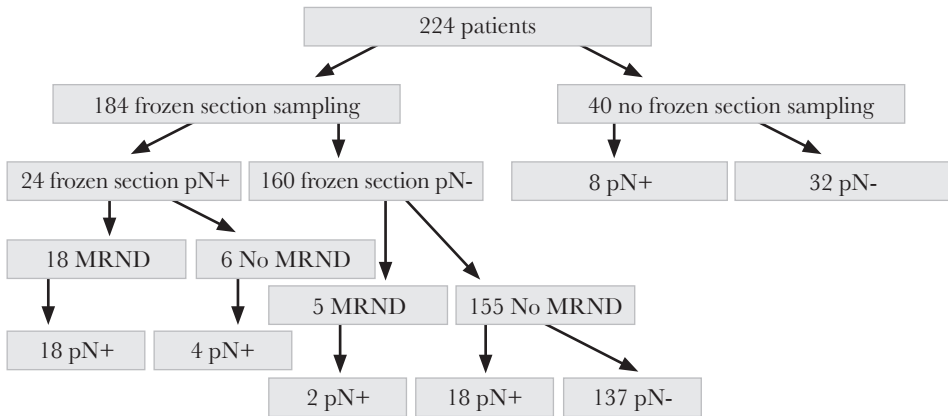 224 patients
184 frozen section sampling
40 no frozen section sampling
24 frozen section pN+
160 frozen section pN-
8 pN+
32 pN-
18 MRND
6 No MRND
5 MRND
155 No MRND
18 pN+
4 pN+
2 pN+
18 pN+
137 pN-